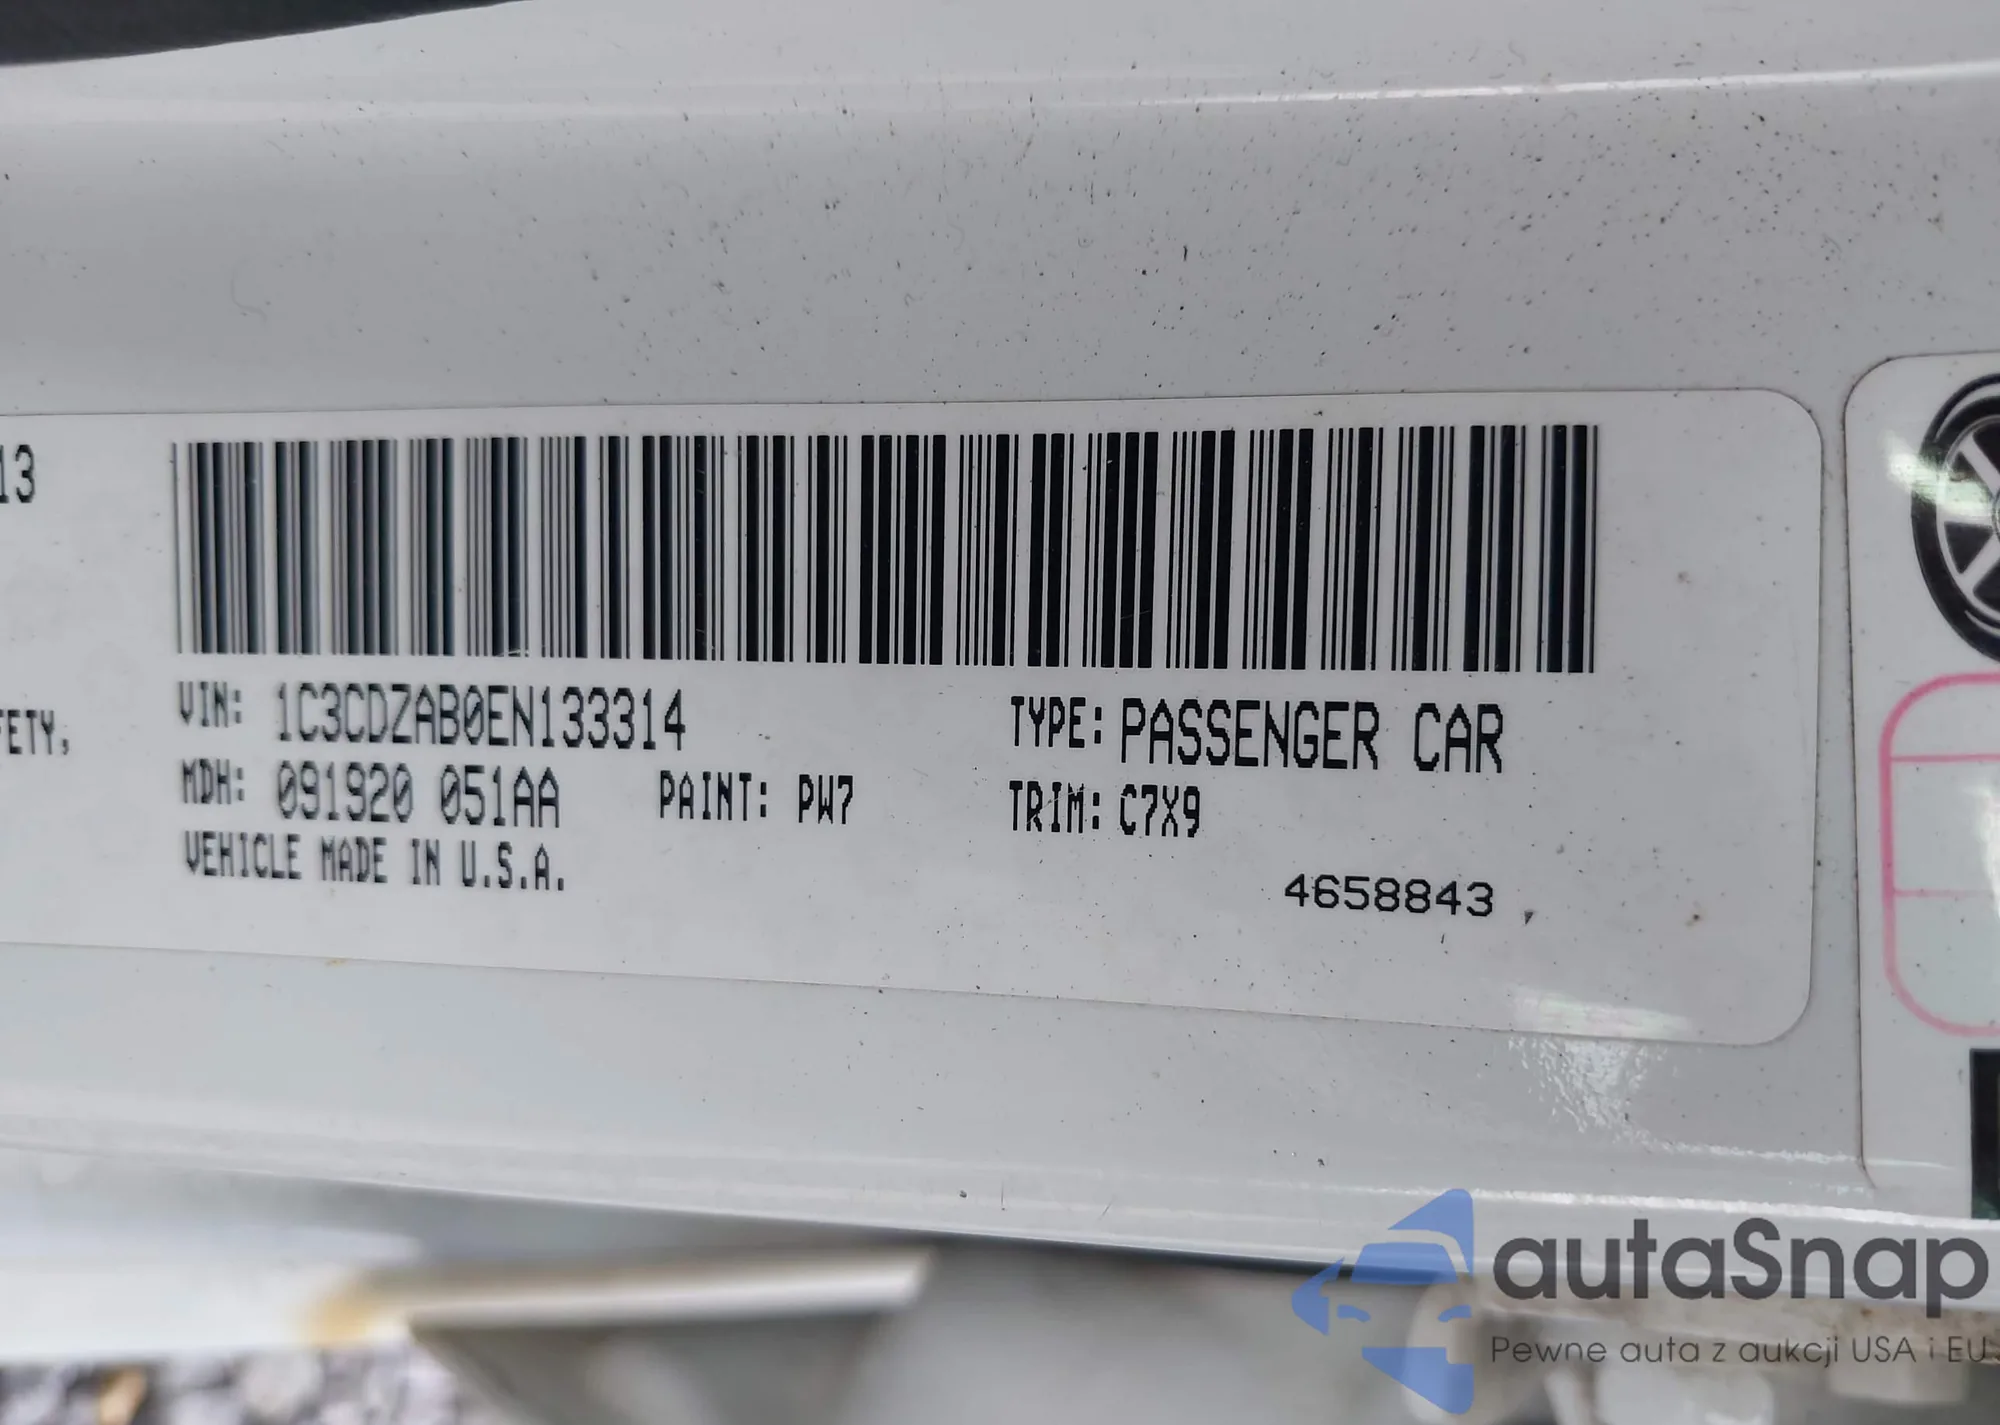 13
FETY,
VIN: 1C3CDZAB0EN133314
TYPE: PASSENGER CAR
MDH: 091920 051AA
PAINT: PW7
TRIM: C7X9
VEHICLE MADE IN U.S.A.
4658843
autaSnap
Pewne auta z aukcji USA i EU